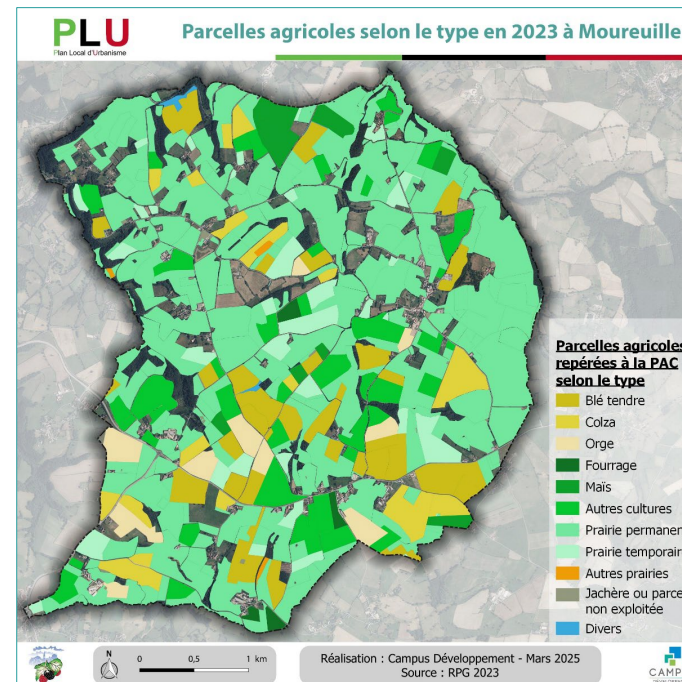 PLU
Plan Local d'Urbanisme
Parcelles agricoles selon le type en 2023 à Moureuille
Parcelles agricoles
repérées à la PAC
selon le type
Blé tendre
Colza
Orge
Fourrage
Maïs
Autres cultures
Prairie permanen
Prairie temporair
Autres prairies
Jachère ou parce
non exploitée
Divers
N
0 0,5 1 km
Réalisation : Campus Développement - Mars 2025
Source : RPG 2023
CAMP